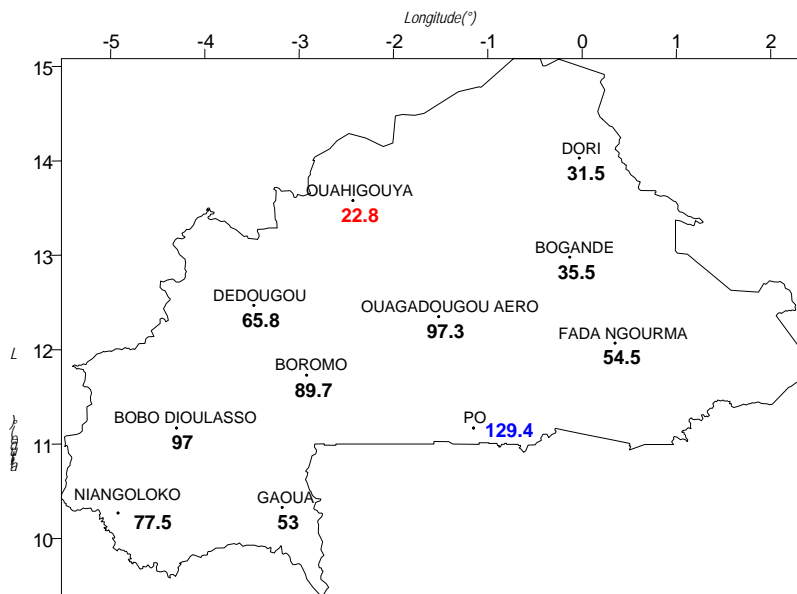 Longitude(°)
-5 -4 -3 -2 -1 0 1 2
15
14
DORI
31.5
OUAHIGOUYA
22.8
13
BOGANDE
35.5
DEDOUGOU
65.8
OUAGADOUGOU AERO
97.3
FADA NGOURMA
54.5
12
L
BOROMO
89.7
BOBO DIOULASSO
97
PO
129.4
11
NIANGOLOKO
77.5
GAOUA
53
10